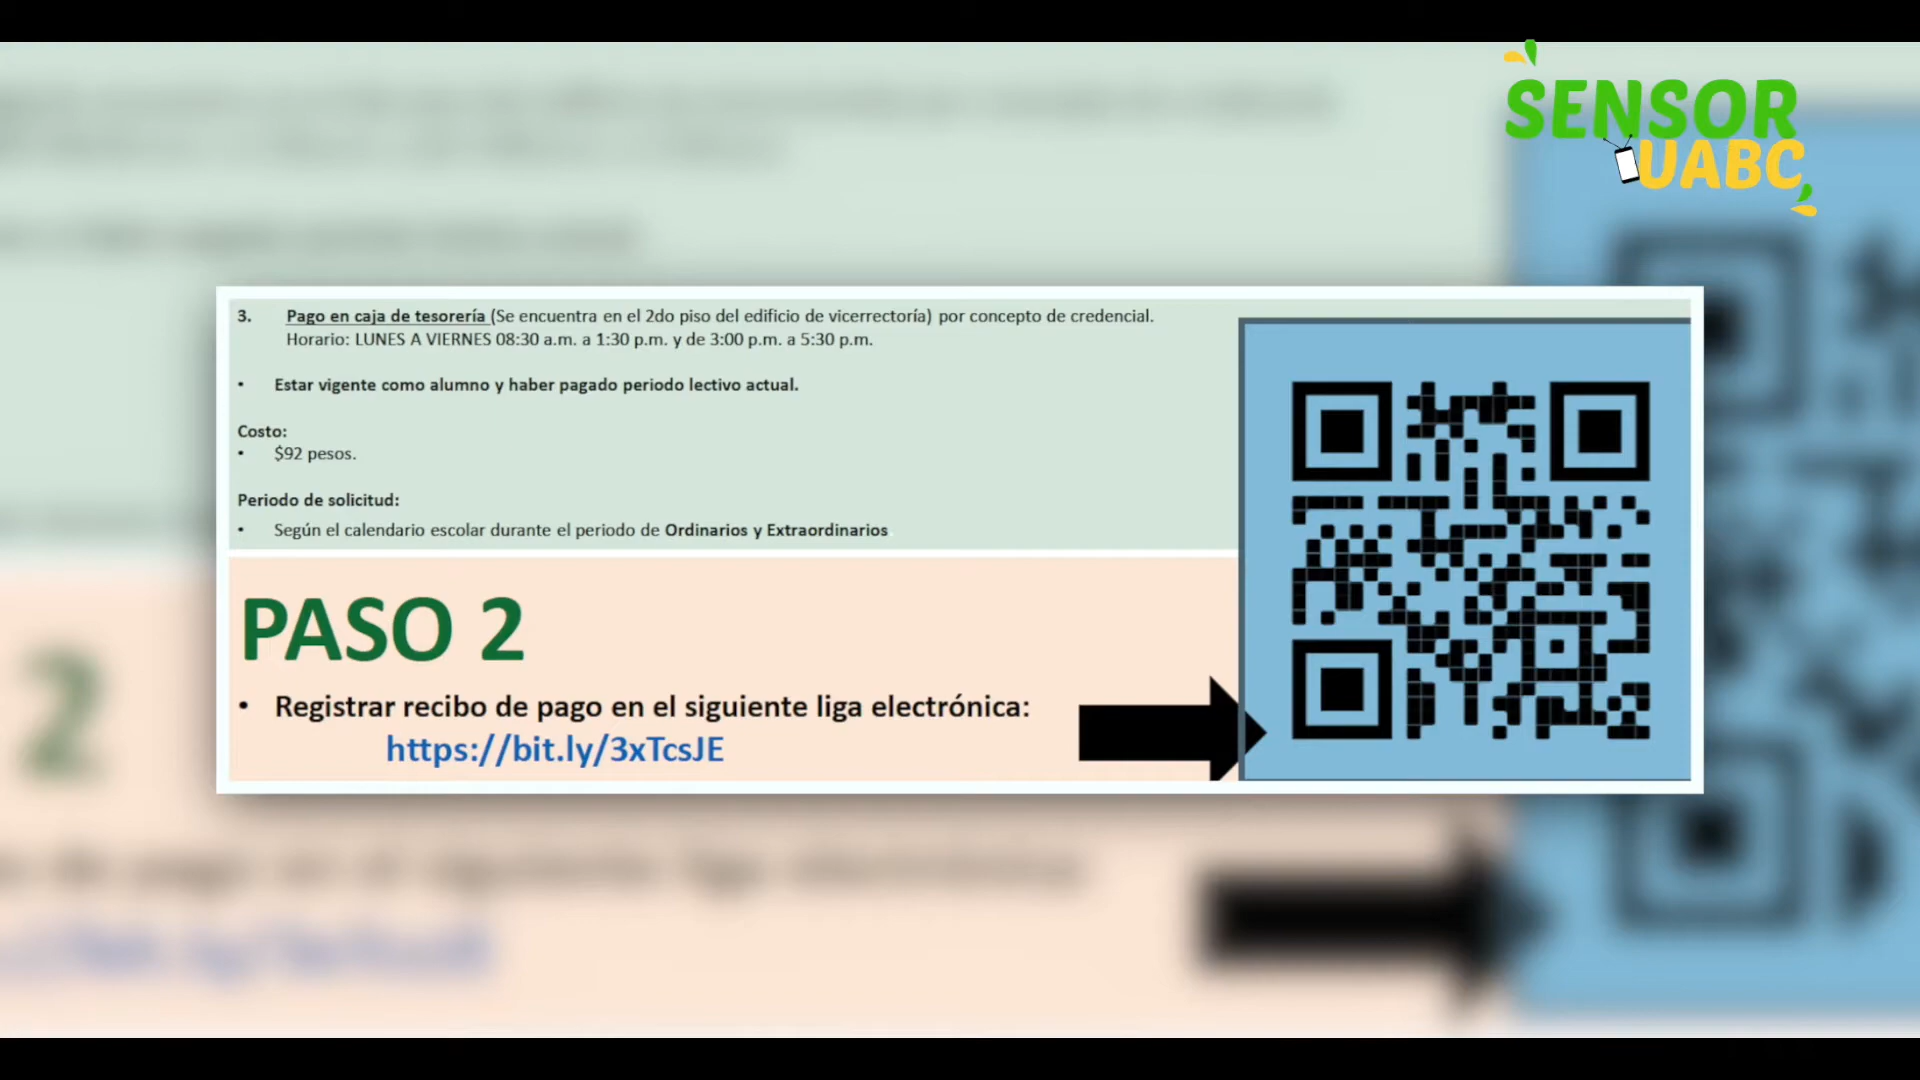 SENSOR
UABC
3. Pago en caja de tesorería (Se encuentra en el 2do piso del edificio de vicerrectoría) por concepto de credencial.
Horario: LUNES A VIERNES 08:30 a.m. a 1:30 p.m. y de 3:00 p.m. a 5:30 p.m.
• Estar vigente como alumno y haber pagado periodo lectivo actual.
Costo:
• $92 pesos.
Periodo de solicitud:
• Según el calendario escolar durante el periodo de Ordinarios y Extraordinarios
PASO 2
• Registrar recibo de pago en el siguiente liga electrónica:
https://bit.ly/3xTcsJE
2